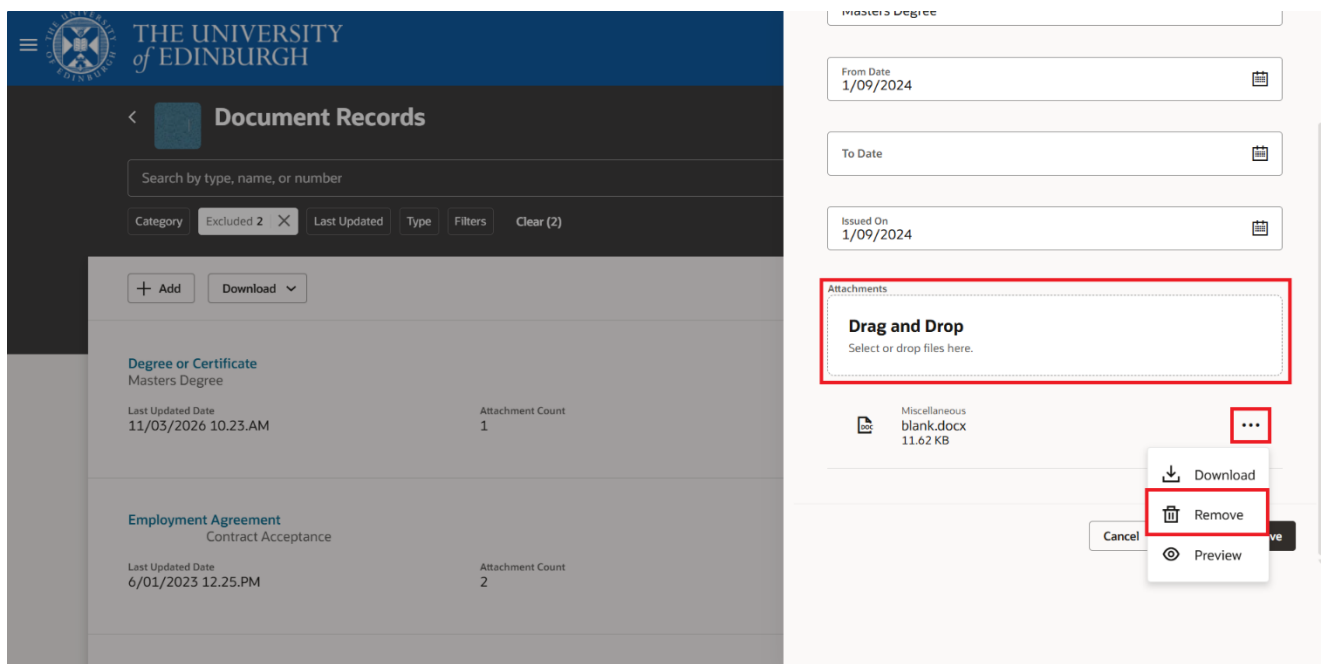 THE UNIVERSITY
of EDINBURGH
Document Records
Search by type, name, or number
Category
Excluded 2
Last Updated
Type
Filters
Clear (2)
Add
Download
Degree or Certificate
Masters Degree
Last Updated Date
11/03/2026 10.23.AM
Attachment Count
1
Employment Agreement
Contract Acceptance
Last Updated Date
6/01/2023 12.25.PM
Attachment Count
2
Masters Degree
From Date
1/09/2024
To Date
Issued On
1/09/2024
Attachments
Drag and Drop
Select or drop files here.
DOC
Miscellaneous
blank.docx
11.62 KB
Download
Remove
Preview
Cancel
ve